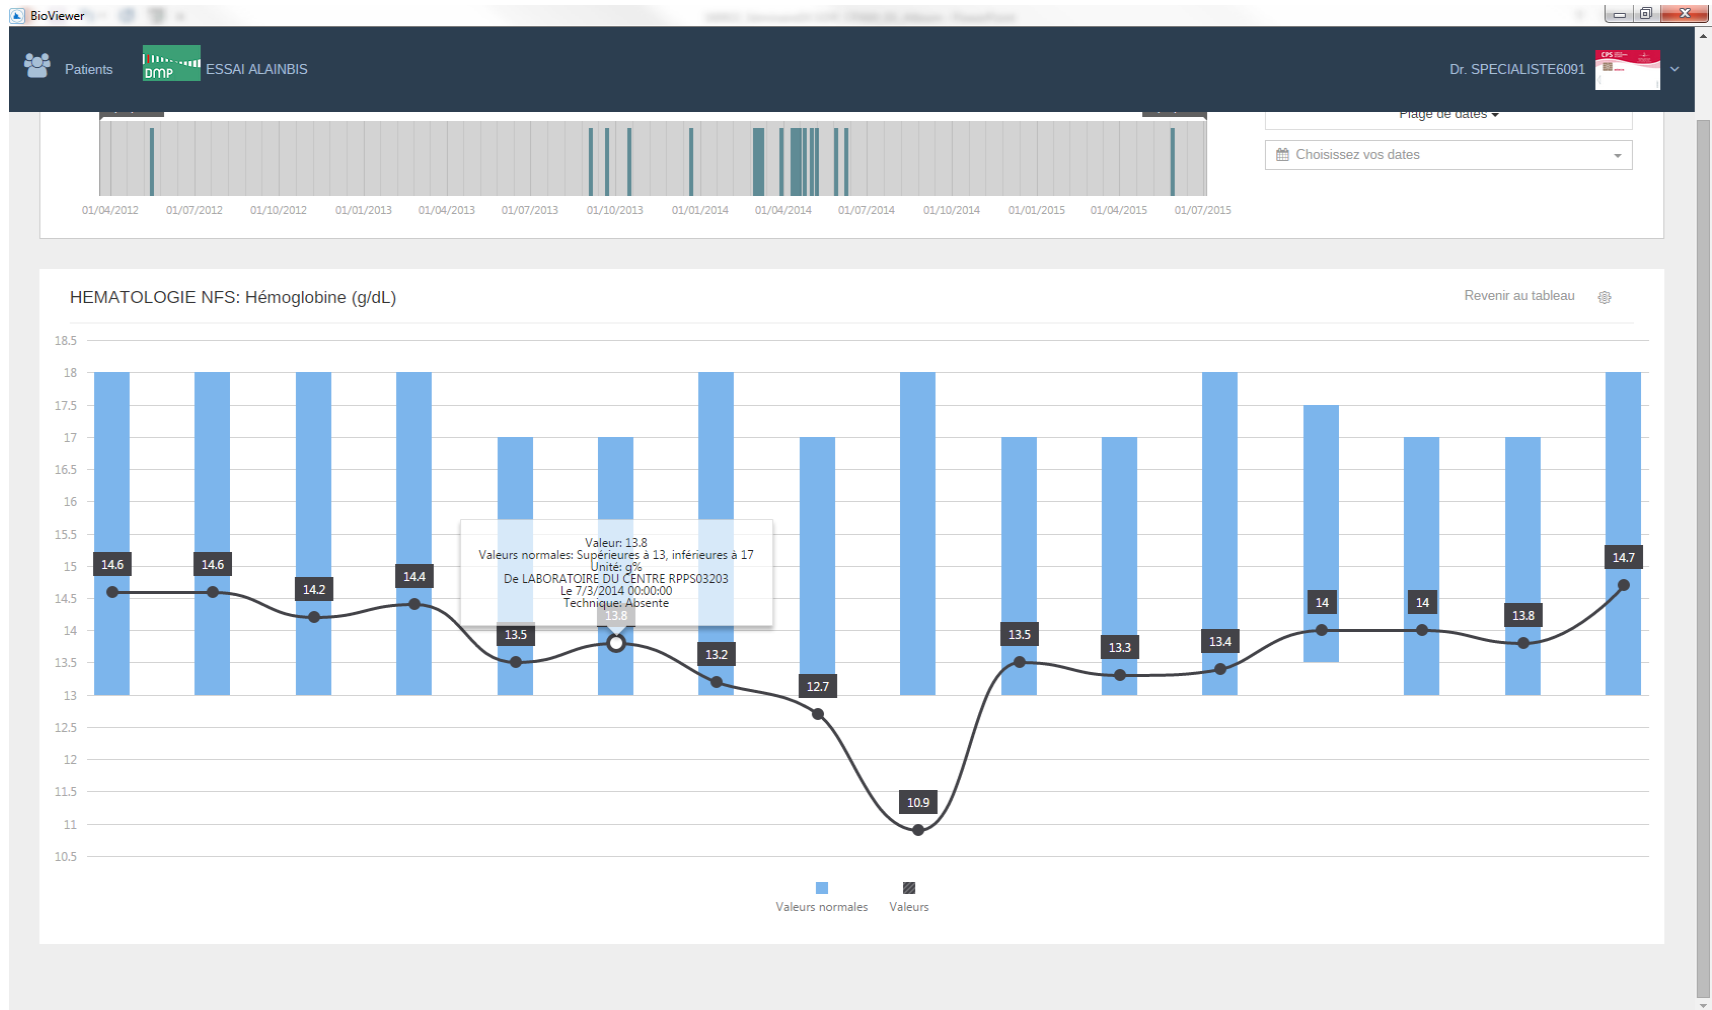 BioViewer
Patients
DMP
ESSAI ALAINBIS
Dr. SPECIALISTE6091
CPS
Plage de dates
Choisissez vos dates
01/04/2012 01/07/2012 01/10/2012 01/01/2013 01/04/2013 01/07/2013 01/10/2013 01/01/2014 01/04/2014 01/07/2014 01/10/2014 01/01/2015 01/04/2015 01/07/2015
HEMATOLOGIE NFS: Hémoglobine (g/dL)
Revenir au tableau
18.5
18
17.5
17
16.5
16
15.5
15
14.5
14
13.5
13
12.5
12
11.5
11
10.5
14.6
14.6
14.2
14.4
13.5
13.8
13.2
12.7
10.9
13.5
13.3
13.4
14
14
13.8
14.7
Valeur: 13.8
Valeurs normales: Supérieures à 13, inférieures à 17
Unité: g%
De LABORATOIRE DU CENTRE RPPS03203
Le 7/3/2014 00:00:00
Technique: Absente
Valeurs normales
Valeurs